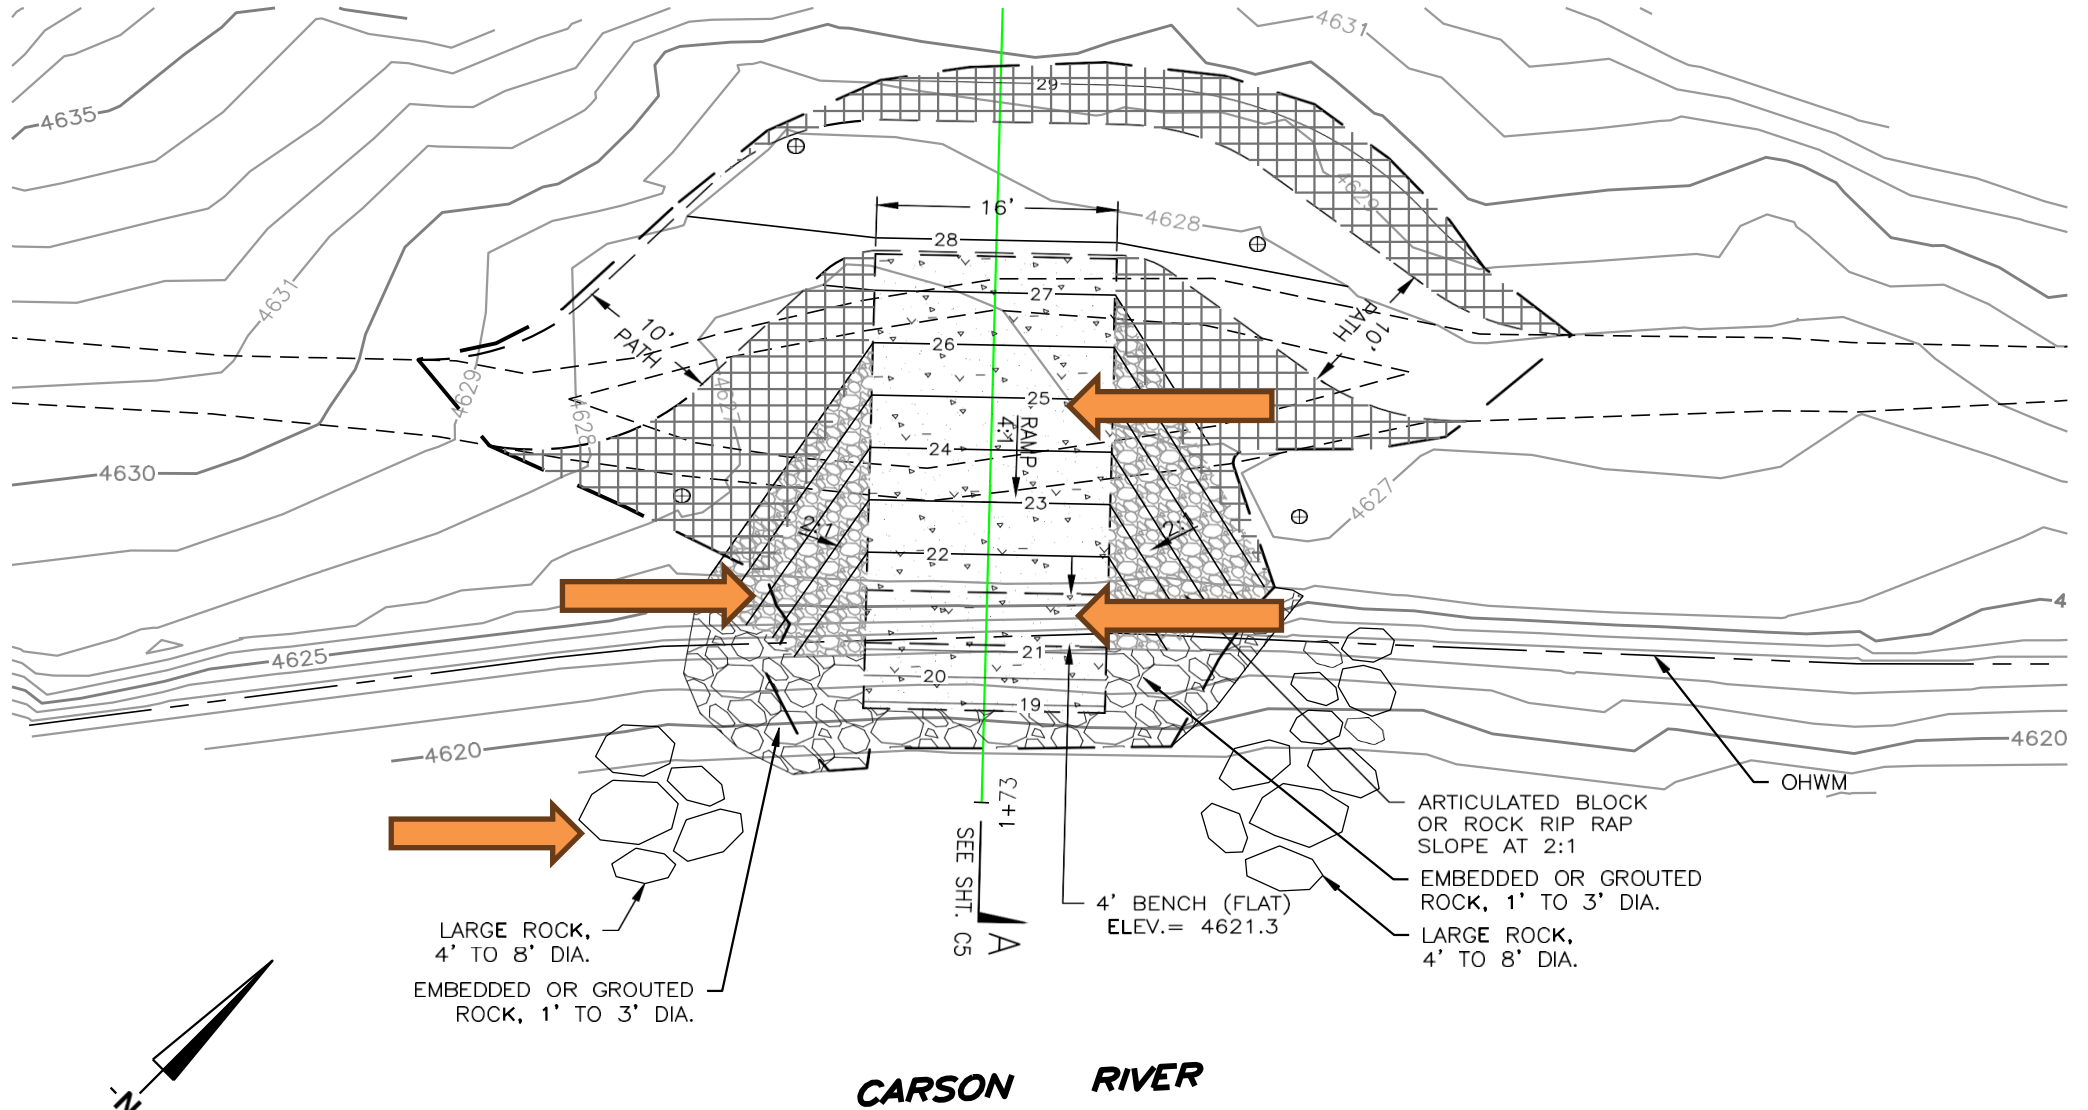 4631
4635
29
4629
16'
4628
28
4631
27
10'
PATH
10'
PATH
26
4629
4627
4628
25
RAMP
4:1
24
4630
4627
23
2:1
2:
22
4
21
4625
20
19
4620
4620
OHWM
1+73
SEE SHT. C5
A
ARTICULATED BLOCK
OR ROCK RIP RAP
SLOPE AT 2:1
EMBEDDED OR GROUTED
ROCK, 1' TO 3' DIA.
4' BENCH (FLAT)
ELEV.= 4621.3
LARGE ROCK,
4' TO 8' DIA.
LARGE ROCK,
4' TO 8' DIA.
EMBEDDED OR GROUTED
ROCK, 1' TO 3' DIA.
N
CARSON RIVER